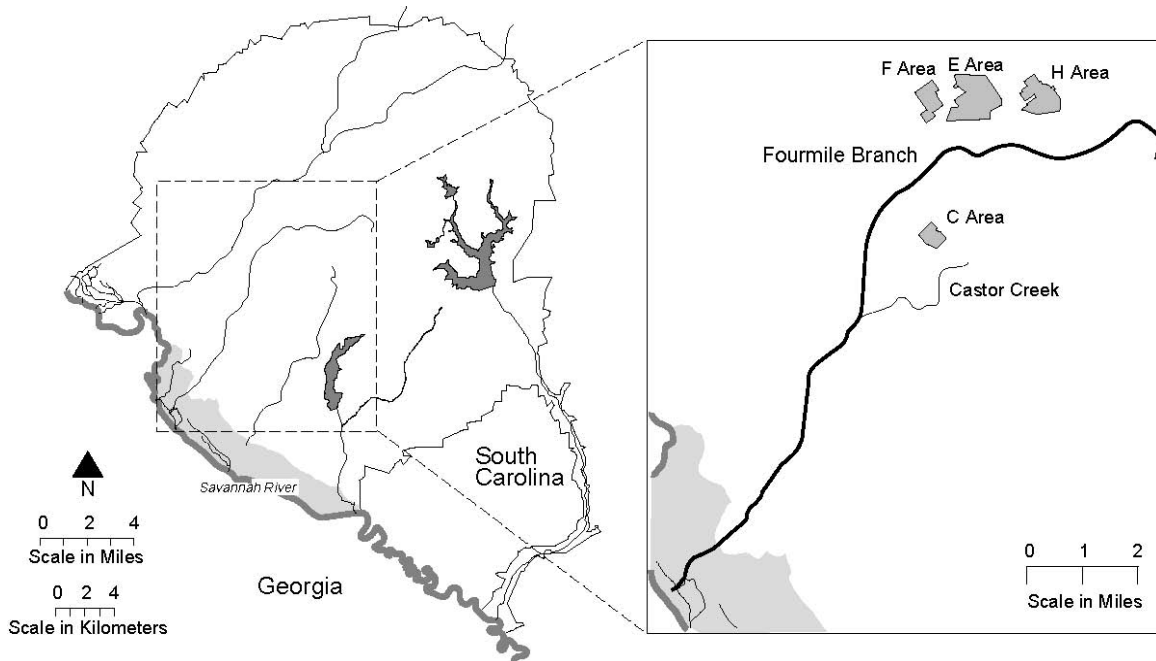 F Area
E Area
H Area
Fourmile Branch
C Area
Castor Creek
South
Carolina
Savannah River
N
0 2 4
Scale in Miles
Georgia
0 2 4
Scale in Kilometers
0 1 2
Scale in Miles